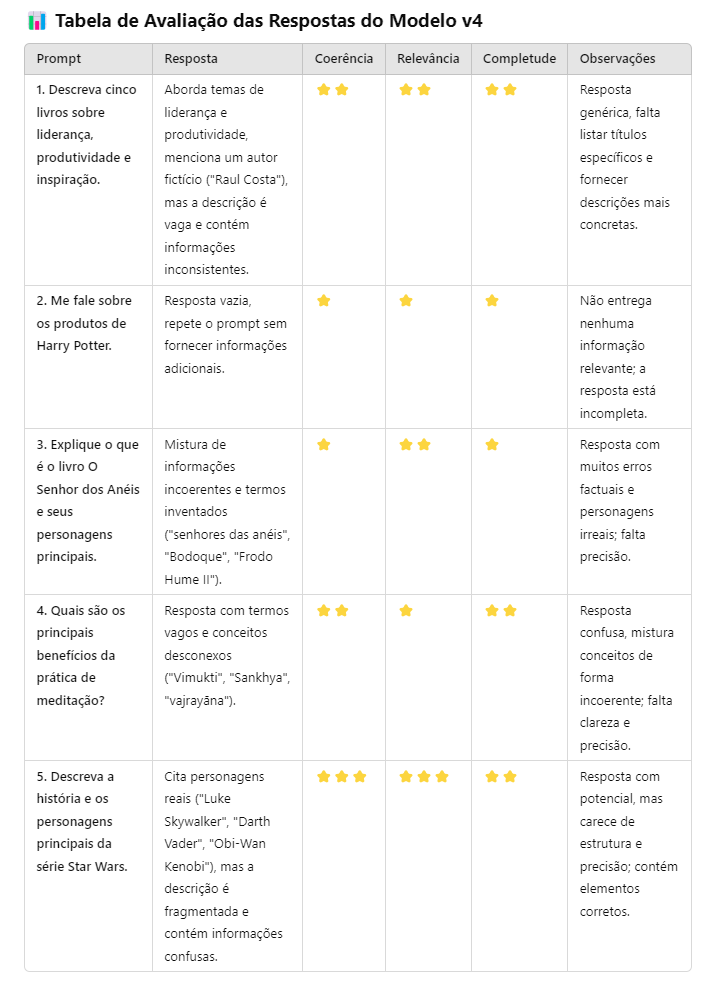 Tabela de Avaliação das Respostas do Modelo v4
Prompt
Resposta
Coerência
Relevância
Completude
Observações
1. Descreva cinco
livros sobre
liderança,
produtividade e
inspiração.
Aborda temas de
liderança e
produtividade,
menciona um autor
fictício ("Raul Costa"),
mas a descrição é
vaga e contém
informações
inconsistentes.
Resposta
genérica, falta
listar títulos
específicos e
fornecer
descrições mais
concretas.
2. Me fale sobre
os produtos de
Harry Potter.
Resposta vazia,
repete o prompt sem
fornecer informações
adicionais.
Não entrega
nenhuma
informação
relevante; a
resposta está
incompleta.
3. Explique o que
é o livro O
Senhor dos Anéis
e seus
personagens
principais.
Mistura de
informações
incoerentes e termos
inventados
("senhores das anéis",
"Bodoque", "Frodo
Hume II").
Resposta com
muitos erros
factuais e
personagens
irreais; falta
precisão.
4. Quais são os
principais
benefícios da
prática de
meditação?
Resposta com termos
vagos e conceitos
desconexos
("Vimukti", "Sankhya",
"vajrayāna").
Resposta
confusa, mistura
conceitos de
forma
incoerente; falta
clareza e
precisão.
5. Descreva a
história e os
personagens
principais da
série Star Wars.
Cita personagens
reais ("Luke
Skywalker", "Darth
Vader", "Obi-Wan
Kenobi"), mas a
descrição é
fragmentada e
contém informações
confusas.
Resposta com
potencial, mas
carece de
estrutura e
precisão; contém
elementos
corretos.